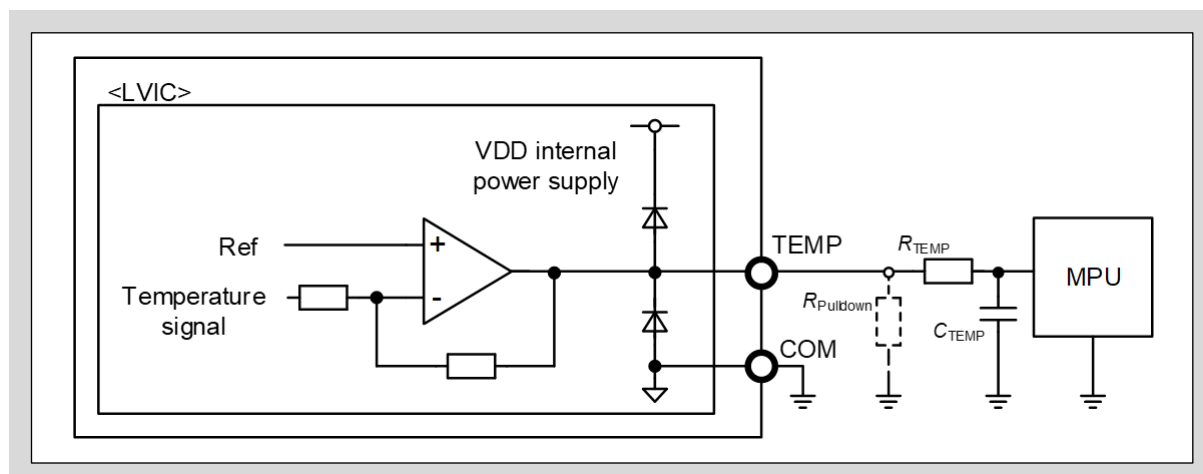 <LVIC>
VDD internal
power supply
Ref
+
Temperature
signal
-
TEMP
COM
RTEMP
RPulldown
CTEMP
MPU